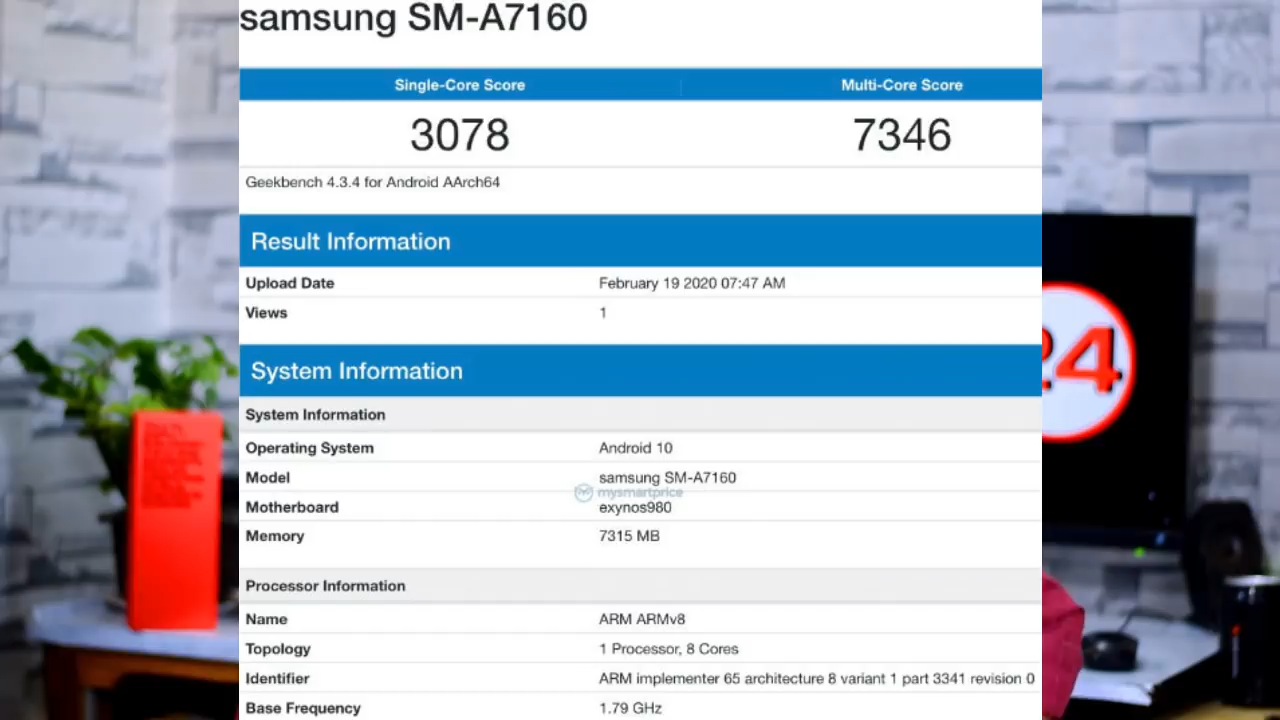 samsung SM-A7160
Single-Core Score Multi-Core Score
3078 7346
Geekbench 4.3.4 for Android AArch64
Result Information
Upload Date February 19 2020 07:47 AM
Views 1
System Information
System Information
Operating System Android 10
Model samsung SM-A7160
mysmartprice
Motherboard exynos980
Memory 7315 MB
Processor Information
Name ARM ARMv8
Topology 1 Processor, 8 Cores
Identifier ARM implementer 65 architecture 8 variant 1 part 3341 revision 0
Base Frequency 1.79 GHz
24